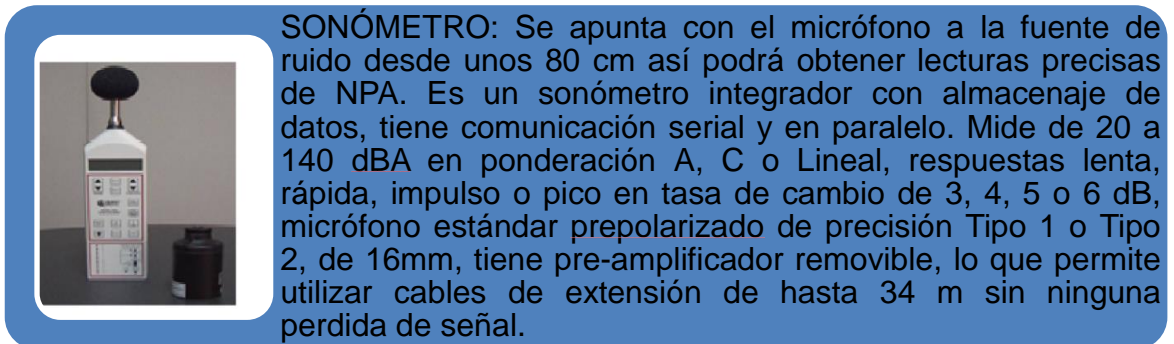 SONÓMETRO: Se apunta con el micrófono a la fuente de
ruido desde unos 80 cm así podrá obtener lecturas precisas
de NPA. Es un sonómetro integrador con almacenaje de
datos, tiene comunicación serial y en paralelo. Mide de 20 a
140 dBA en ponderación A, C o Lineal, respuestas lenta,
rápida, impulso o pico en tasa de cambio de 3, 4, 5 o 6 dB,
micrófono estándar prepolarizado de precisión Tipo 1 o Tipo
2, de 16mm, tiene pre-amplificador removible, lo que permite
utilizar cables de extensión de hasta 34 m sin ninguna
perdida de señal.